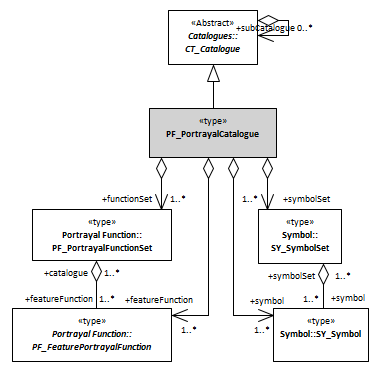 «Abstract»
Catalogues::
CT_Catalogue
+subCatalogue 0..*
«type»
PF_PortrayalCatalogue
+functionSet 1..*
1..* +symbolSet
«type»
Portrayal Function::
PF_PortrayalFunctionSet
«type»
Symbol::
SY_SymbolSet
+catalogue 1..*
+symbolSet 1..*
+featureFunction 1..*
+featureFunction
1..*
+symbol
1..*
1..* +symbol
«type»
Portrayal Function::
PF_FeaturePortrayalFunction
«type»
Symbol::SY_Symbol